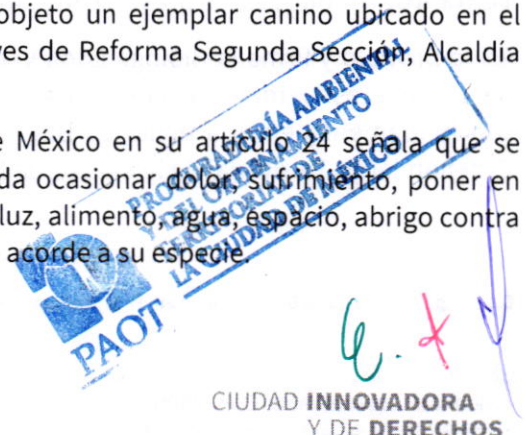 objeto un ejemplar canino ubicado en el
ves de Reforma Segunda Sección, Alcaldía
e México en su artículo 24 señala que se
da ocasionar dolor, sufrimiento, poner en
luz, alimento, agua, espacio, abrigo contra
acorde a su especie.
PROCURADURÍA AMBIENTAL
Y DEL ORDENAMIENTO
TERRITORIAL DE
LA CIUDAD DE MÉXICO
PAOT
CIUDAD INNOVADORA
Y DE DERECHOS